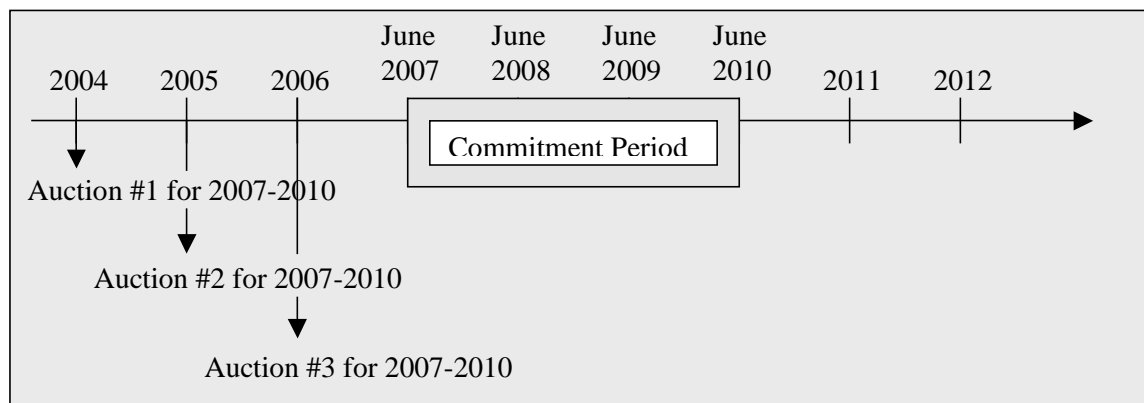 June June June June
2004 2005 2006 2007 2008 2009 2010 2011 2012
Commitment Period
Auction #1 for 2007-2010
Auction #2 for 2007-2010
Auction #3 for 2007-2010